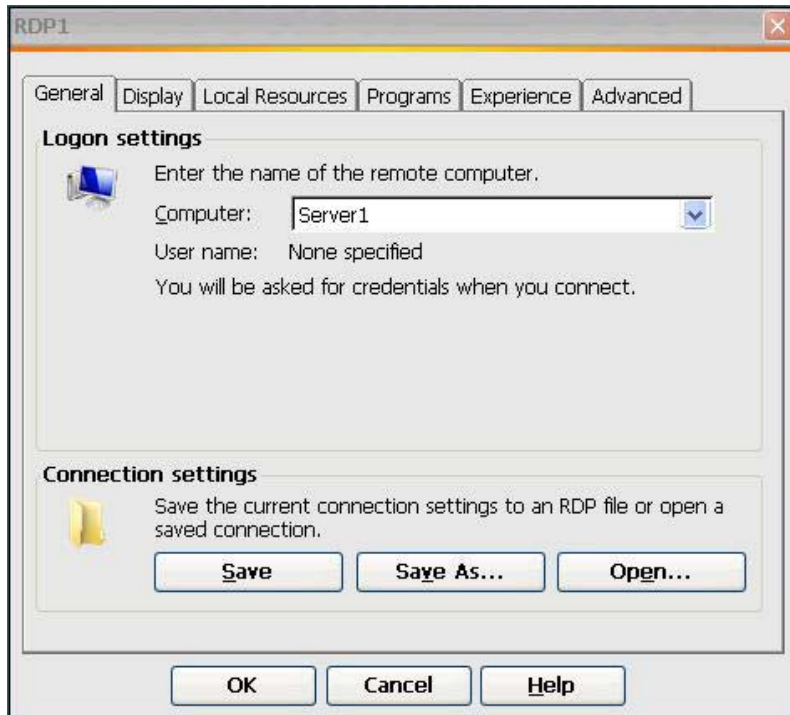 RDP1
General Display Local Resources Programs Experience Advanced
Logon settings
Enter the name of the remote computer.
Computer: Server1
User name: None specified
You will be asked for credentials when you connect.
Connection settings
Save the current connection settings to an RDP file or open a
saved connection.
Save Save As... Open...
OK Cancel Help